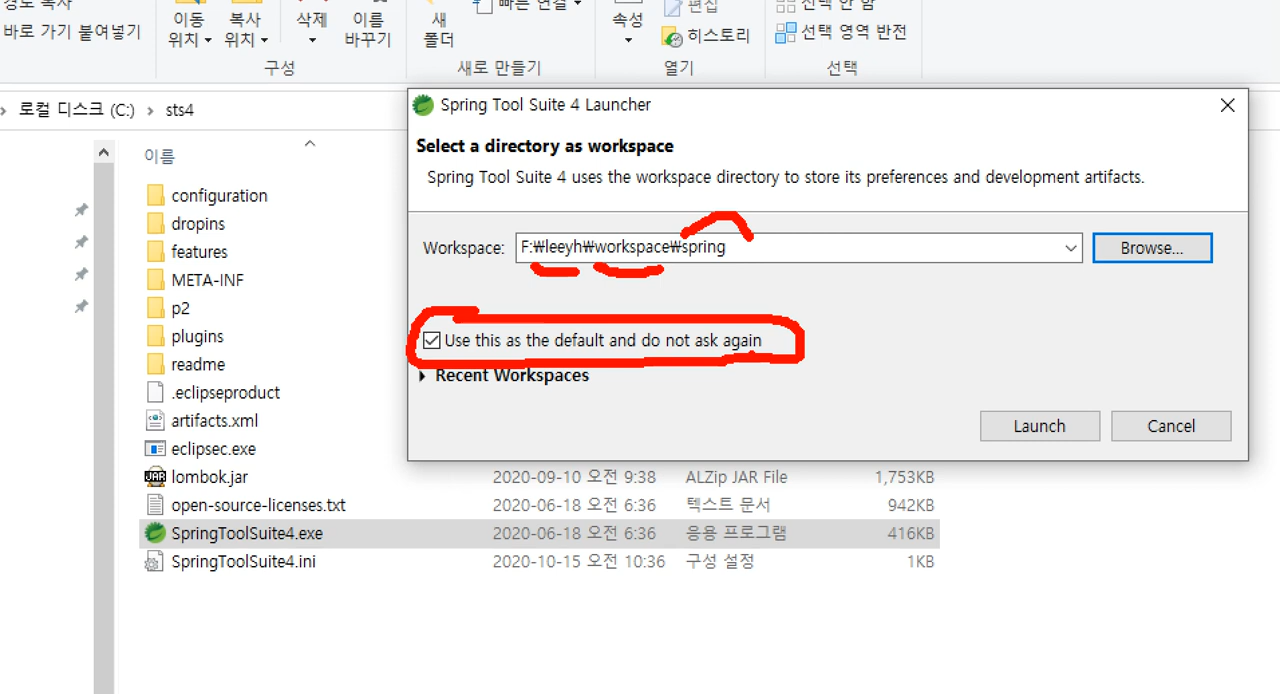 경로 복사
바로 가기 붙여넣기
이동
위치
복사
위치
삭제
이름
바꾸기
구성
새
폴더
빠른 연결
새로 만들기
속성
편집
히스토리
열기
선택 안 함
선택 영역 반전
선택
로컬 디스크 (C:) > sts4
이름
configuration
dropins
features
META-INF
p2
plugins
readme
.eclipseproduct
artifacts.xml
eclipsec.exe
lombok.jar 2020-09-10 오전 9:38 ALZip JAR File 1,753KB
open-source-licenses.txt 2020-06-18 오전 6:36 텍스트 문서 942KB
SpringToolSuite4.exe 2020-06-18 오전 6:36 응용 프로그램 416KB
SpringToolSuite4.ini 2020-10-15 오전 10:36 구성 설정 1KB
Spring Tool Suite 4 Launcher
Select a directory as workspace
Spring Tool Suite 4 uses the workspace directory to store its preferences and development artifacts.
Workspace: F:₩leeyh₩workspace₩spring Browse...
Use this as the default and do not ask again
Recent Workspaces
Launch Cancel